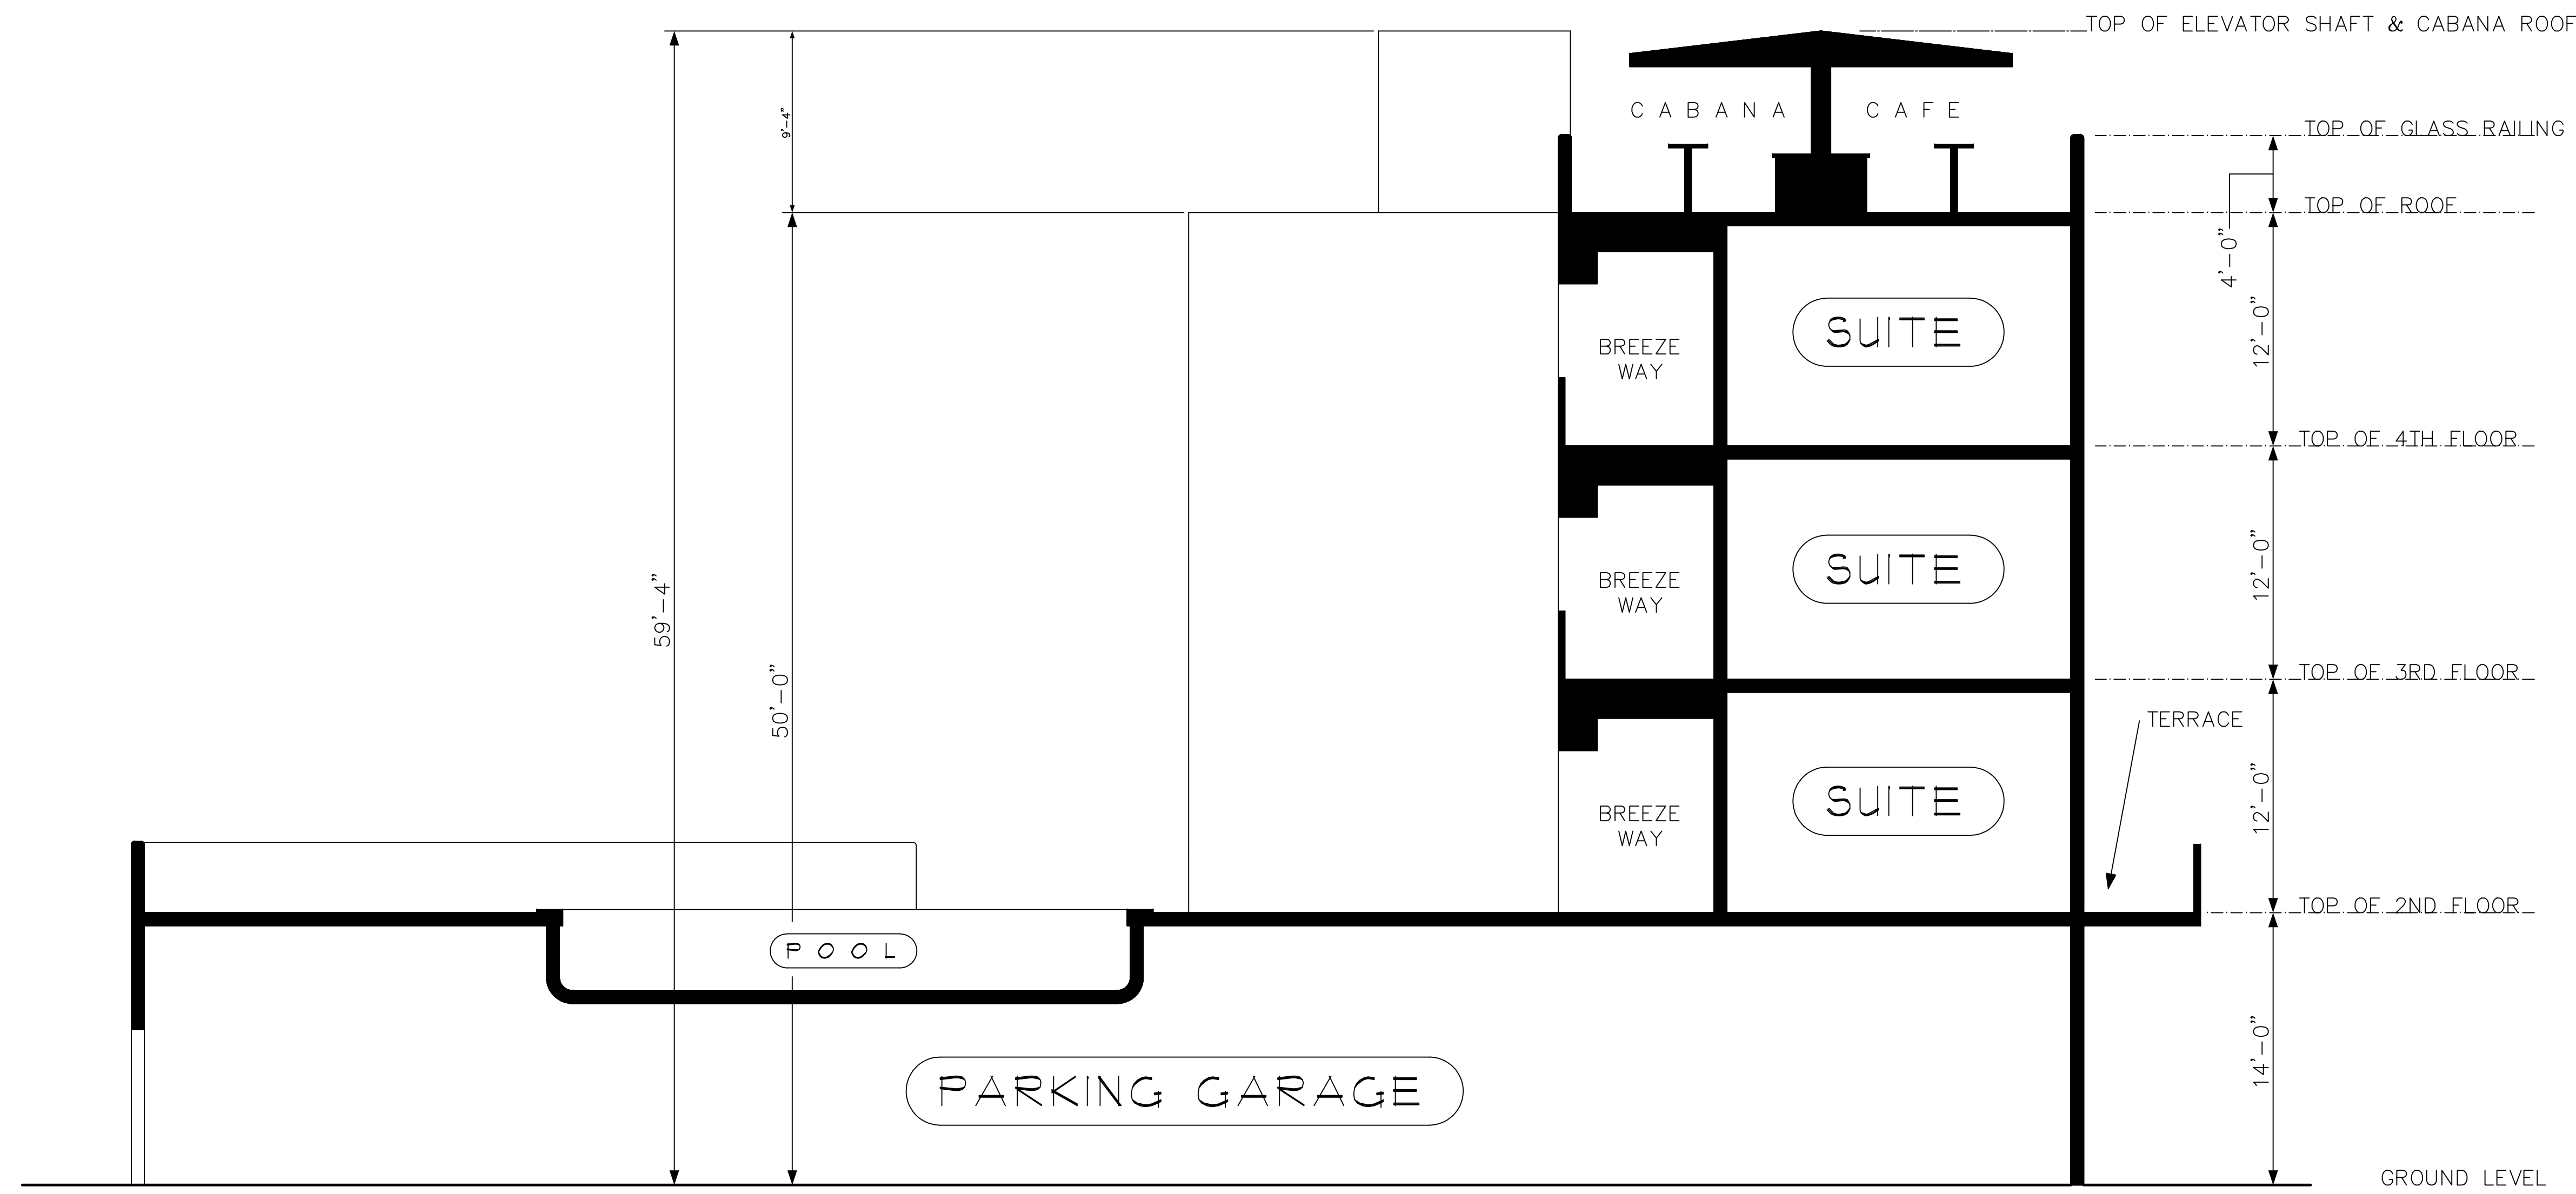 TOP OF ELEVATOR SHAFT & CABANA ROOF
CABANA CAFE
9'-4"
TOP OF GLASS RAILING
TOP OF ROOF
4'-0"
12'-0"
SUITE
BREEZE
WAY
TOP OF 4TH FLOOR
12'-0"
SUITE
BREEZE
WAY
59'-4"
50'-0"
TOP OF 3RD FLOOR
TERRACE
12'-0"
SUITE
BREEZE
WAY
TOP OF 2ND FLOOR
POOL
14'-0"
PARKING GARAGE
GROUND LEVEL